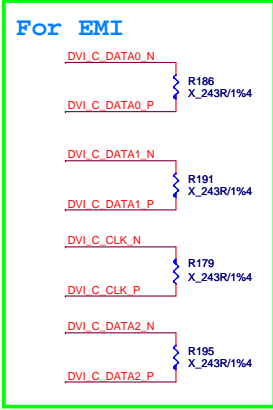 For EMI
DVI_C_DATA0_N
R186
X_243R/1%4
DVI_C_DATA0_P
DVI_C_DATA1_N
R191
X_243R/1%4
DVI_C_DATA1_P
DVI_C_CLK_N
R179
X_243R/1%4
DVI_C_CLK_P
DVI_C_DATA2_N
R195
X_243R/1%4
DVI_C_DATA2_P